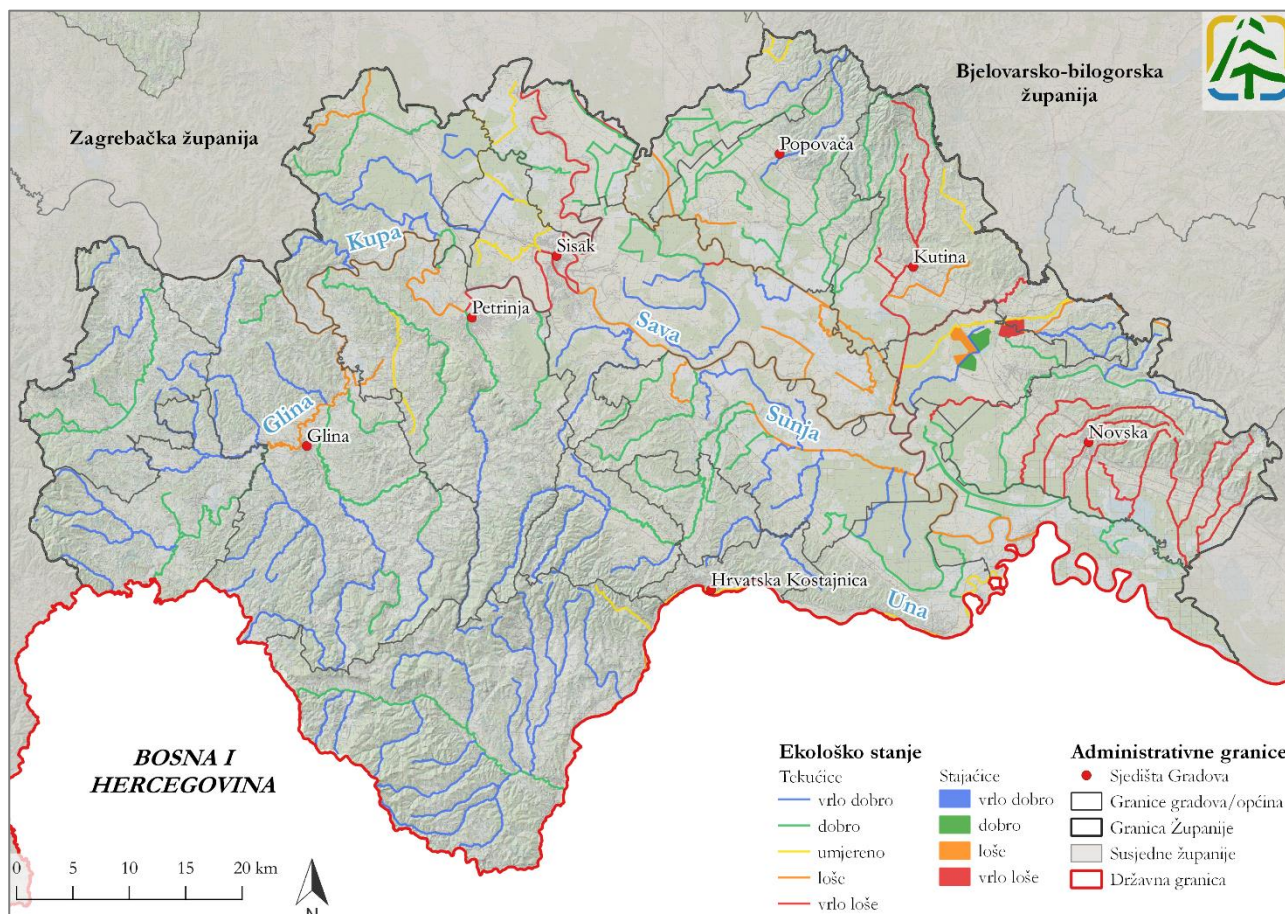 Bjelovarsko-bilogorska
županija
Zagrebačka županija
Popovača
Kupa
Sisak
Kutina
Petrinja
Sava
Glina
Glina
Sunja
Novska
Hrvatska Kostajnica
Una
BOSNA I
HERCEGOVINA
0 5 10 20 km
N
Ekološko stanje
Tekućice
vrlo dobro
dobro
umjereno
loše
vrlo loše
Stajaćice
vrlo dobro
dobro
loše
vrlo loše
Administrativne granice
Sjedišta Gradova
Granice gradova/općina
Granica Županije
Susjedne županije
Državna granica